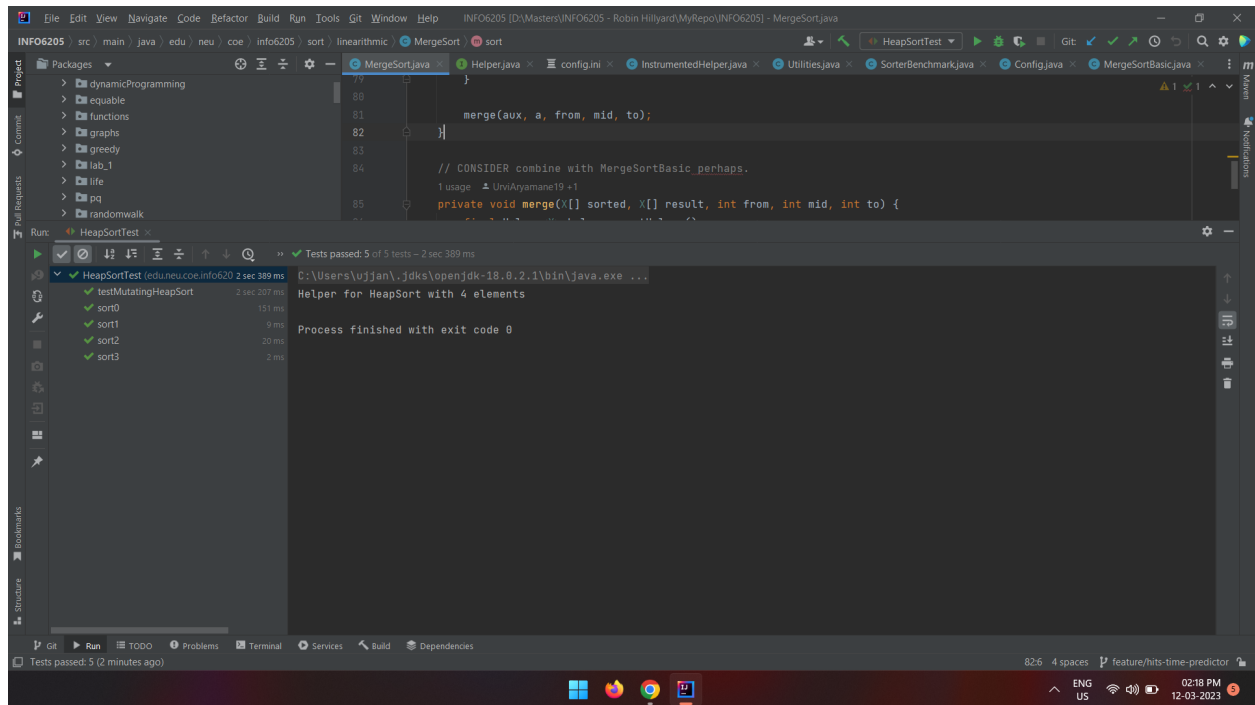 File Edit View Navigate Code Refactor Build Run Tools Git Window Help INFO6205 [D:\Masters\INFO6205 - Robin Hillyard\MyRepo\INFO6205] - MergeSort.java
INFO6205 src main java edu neu coe info6205 sort linearithmic MergeSort sort HeapSortTest Git:
Project Packages MergeSort.java Helper.java config.ini InstrumentedHelper.java Utilities.java SorterBenchmark.java Config.java MergeSortBasic.java Maven
dynamicProgramming
equable
functions
graphs
greedy
lab_1
life
pq
randomwalk
79 }
80
81 merge(aux, a, from, mid, to);
82 }
83
84 // CONSIDER combine with MergeSortBasic perhaps.
1 usage UrviAryamane19 +1
85 private void merge(X[] sorted, X[] result, int from, int mid, int to) {
1 1
Commit
Pull Requests
Notifications
Run: HeapSortTest
Tests passed: 5 of 5 tests – 2 sec 389 ms
HeapSortTest (edu.neu.coe.info620 2 sec 389 ms
testMutatingHeapSort 2 sec 207 ms
sort0 151 ms
sort1 9 ms
sort2 20 ms
sort3 2 ms
C:\Users\ujjan\.jdks\openjdk-18.0.2.1\bin\java.exe ...
Helper for HeapSort with 4 elements
Process finished with exit code 0
Bookmarks
Structure
Git Run TODO Problems Terminal Services Build Dependencies
Tests passed: 5 (2 minutes ago) 82:6 4 spaces feature/hits-time-predictor
ENG
US
02:18 PM
12-03-2023
5